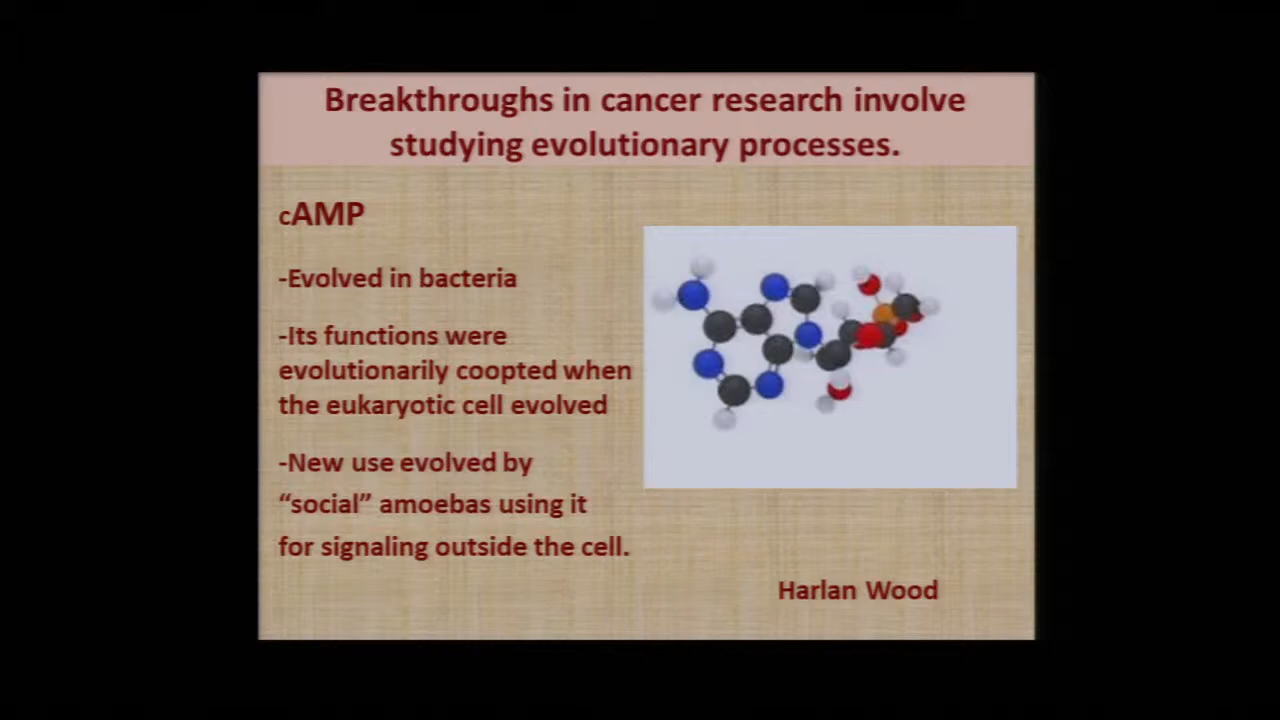 Breakthroughs in cancer research involve
studying evolutionary processes.
cAMP
-Evolved in bacteria
-Its functions were
evolutionarily coopted when
the eukaryotic cell evolved
-New use evolved by
“social” amoebas using it
for signaling outside the cell.
Harlan Wood